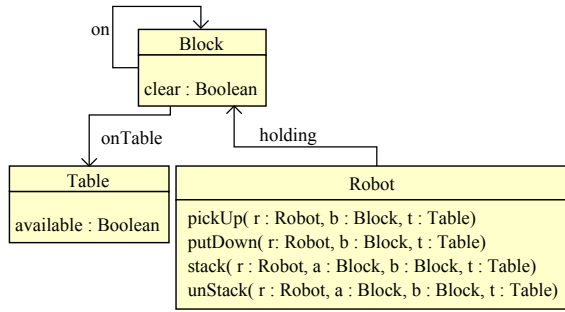 on
Block
clear : Boolean
onTable
holding
Table
available : Boolean
Robot
pickUp( r : Robot, b : Block, t : Table)
putDown( r: Robot, b : Block, t : Table)
stack( r : Robot, a : Block, b : Block, t : Table)
unStack( r : Robot, a : Block, b : Block, t : Table)